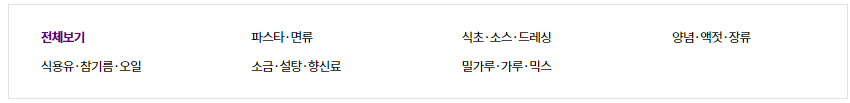 전체보기 파스타·면류 식초·소스·드레싱 양념·액젓·장류
식용유·참기름·오일 소금·설탕·향신료 밀가루·가루·믹스